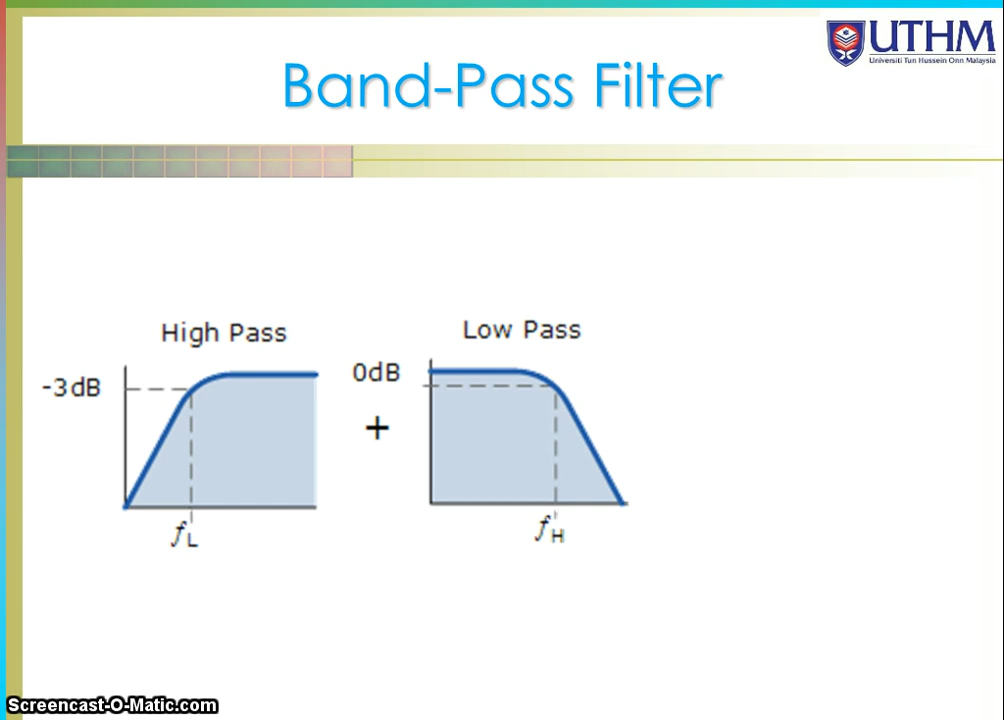 UTHM
Universiti Tun Hussein Onn Malaysia
Band-Pass Filter
High Pass
Low Pass
-3dB
0dB
+
fL
fH
Screencast-O-Matic.com